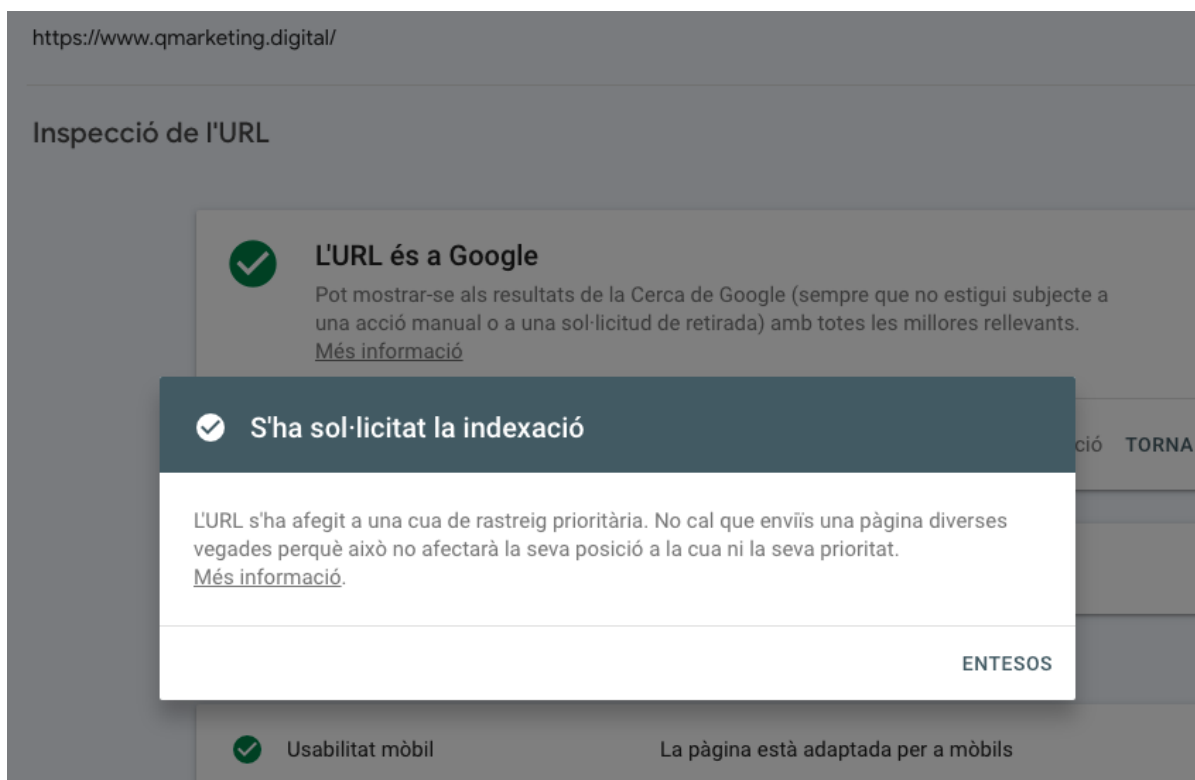 https://www.qmarketing.digital/
Inspecció de l'URL
L'URL és a Google
Pot mostrar-se als resultats de la Cerca de Google (sempre que no estigui subjecte a
una acció manual o a una sol·licitud de retirada) amb totes les millores rellevants.
Més informació
S'ha sol·licitat la indexació
ció TORNA
L'URL s'ha afegit a una cua de rastreig prioritària. No cal que enviïs una pàgina diverses
vegades perquè això no afectarà la seva posició a la cua ni la seva prioritat.
Més informació.
ENTESOS
Usabilitat mòbil La pàgina està adaptada per a mòbils